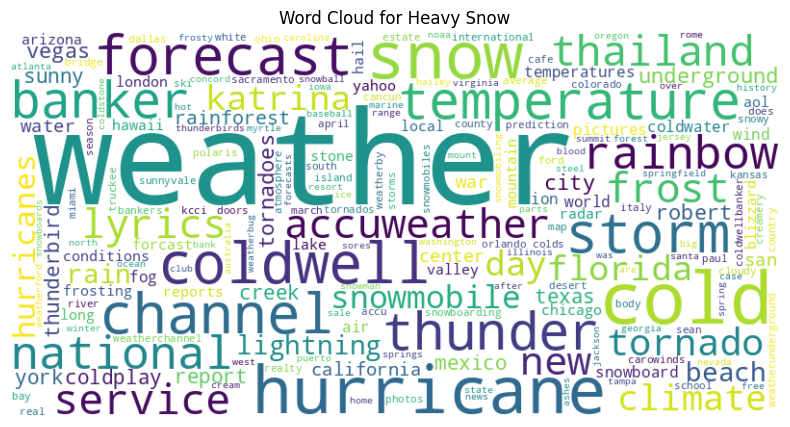 Word Cloud for Heavy Snow
weather
forecast
snow
thailand
banker
katrina
temperature
underground
rainbow
frost
storm
lyrics
accuweather
coldwell
day
florida
cold
channel
snowmobile
thunder
new
tornado
national
lightning
hurricane
service
climate
beach
arizona
vegas
sunny
water
hawaii
rainforest
london
ski
yahoo
hail
temperatures
pictures
coldwater
aol
wind
local
county
prediction
dallas
frosty
white
ohio
carolina
estate
noaa
international
cafe
oregon
rome
atlanta
bridge
season
coldstone
hot
concord
sacramento
snowball
iowa
baseball
cancun
marine
range
hailey
virginia
average
colorado
over
does
history
snowy
hurricanes
thunderbird
thunderbirds
myrtle
april
polaris
sunnyvale
truckee
tornadoes
atmosphere
forecasts
stone
south
island
resort
ice
mount
weatherby
storms
snowmobiles
snowmobiling
mountain
war
ford
blood
steel
summit
forest
jersey
springfield
kansas
city
ion
world
radar
map
italy
robert
blizzard
coldwellbanker
creamery
country
miami
bankers
kcci
doors
march
tornados
parts
snowboards
weatherford
north
ocean
forcast
bank
australia
weatherbug
lake
sores
center
washington
orlando
colds
illinois
was
big
santa
paul
cloudy
san
conditions
rain
fog
frosting
club
valley
snowman
after
desert
are
case
spring
weatherunderground
river
long
winter
reports
creek
accu
sale
snowboarding
texas
chicago
body
georgia
sean
weatherchannel
air
springs
puerto
california
mexico
jackson
carowinds
nevada
snowboard
york
coldplay
report
west
cream
realty
home
photos
state
news
ashes
tampa
school
free
bay
real